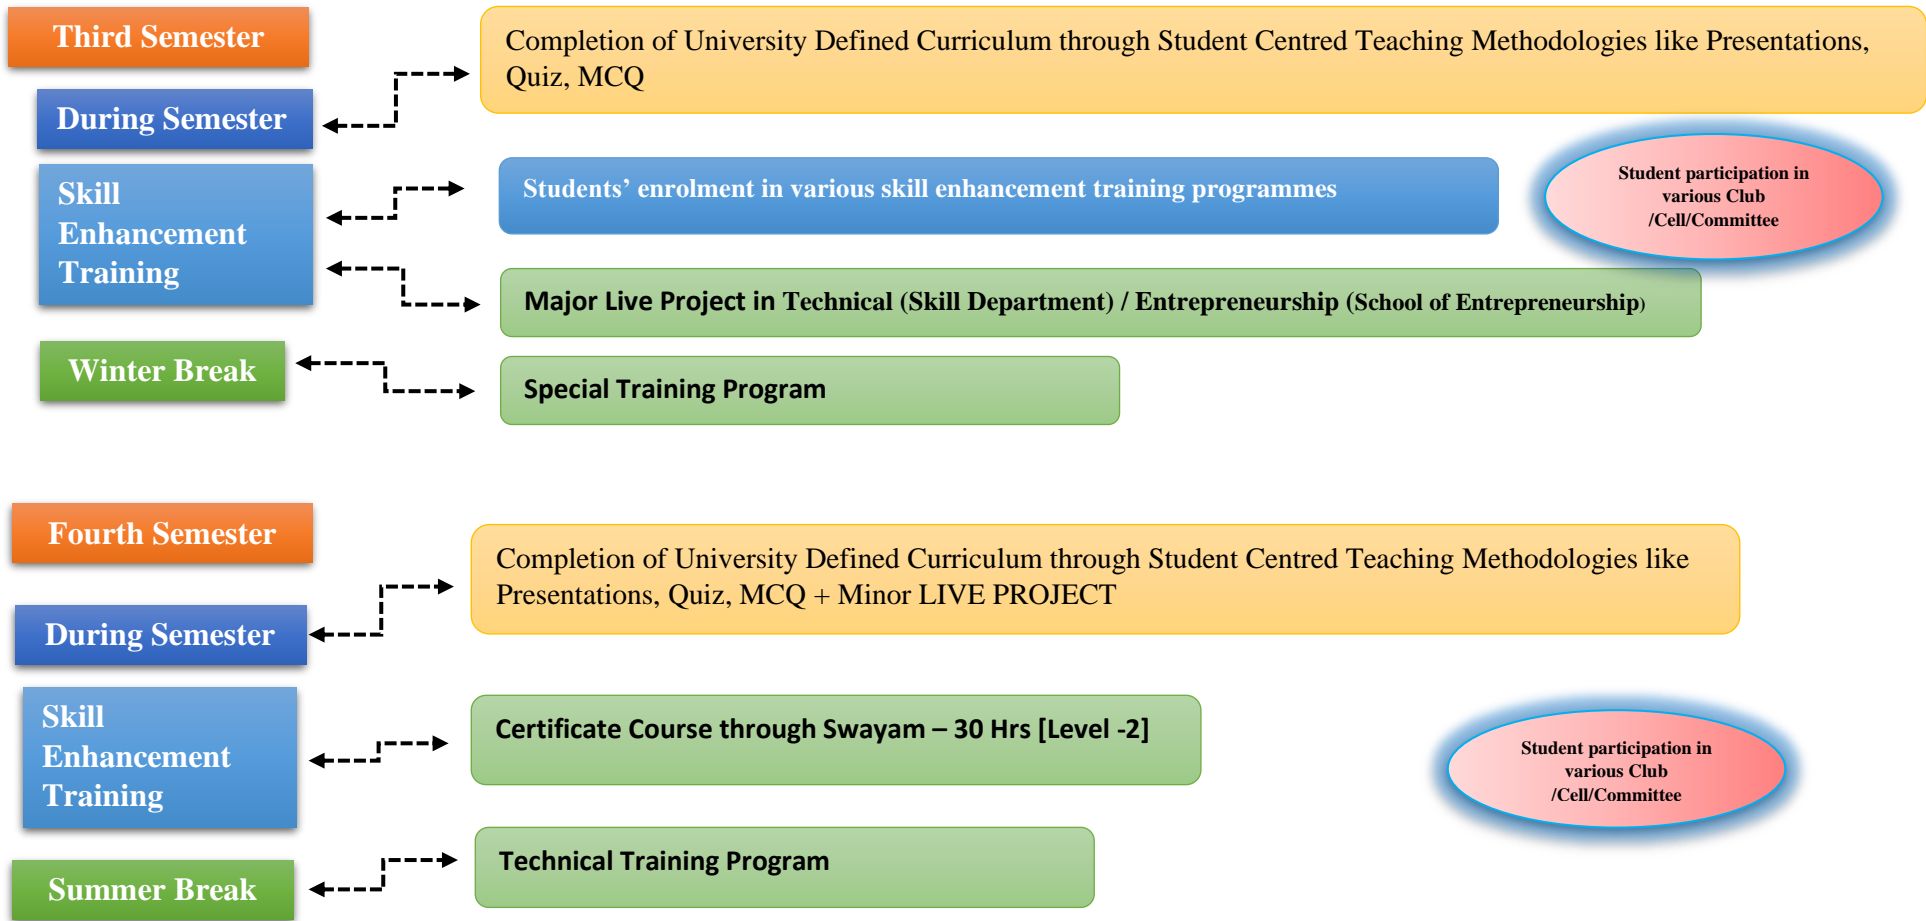 Third Semester
Completion of University Defined Curriculum through Student Centred Teaching Methodologies like Presentations,
Quiz, MCQ
During Semester
Skill
Enhancement
Training
Students’ enrolment in various skill enhancement training programmes
Student participation in
various Club
/Cell/Committee
Major Live Project in Technical (Skill Department) / Entrepreneurship (School of Entrepreneurship)
Winter Break
Special Training Program
Fourth Semester
Completion of University Defined Curriculum through Student Centred Teaching Methodologies like
Presentations, Quiz, MCQ + Minor LIVE PROJECT
During Semester
Skill
Enhancement
Training
Certificate Course through Swayam – 30 Hrs [Level -2]
Student participation in
various Club
/Cell/Committee
Technical Training Program
Summer Break